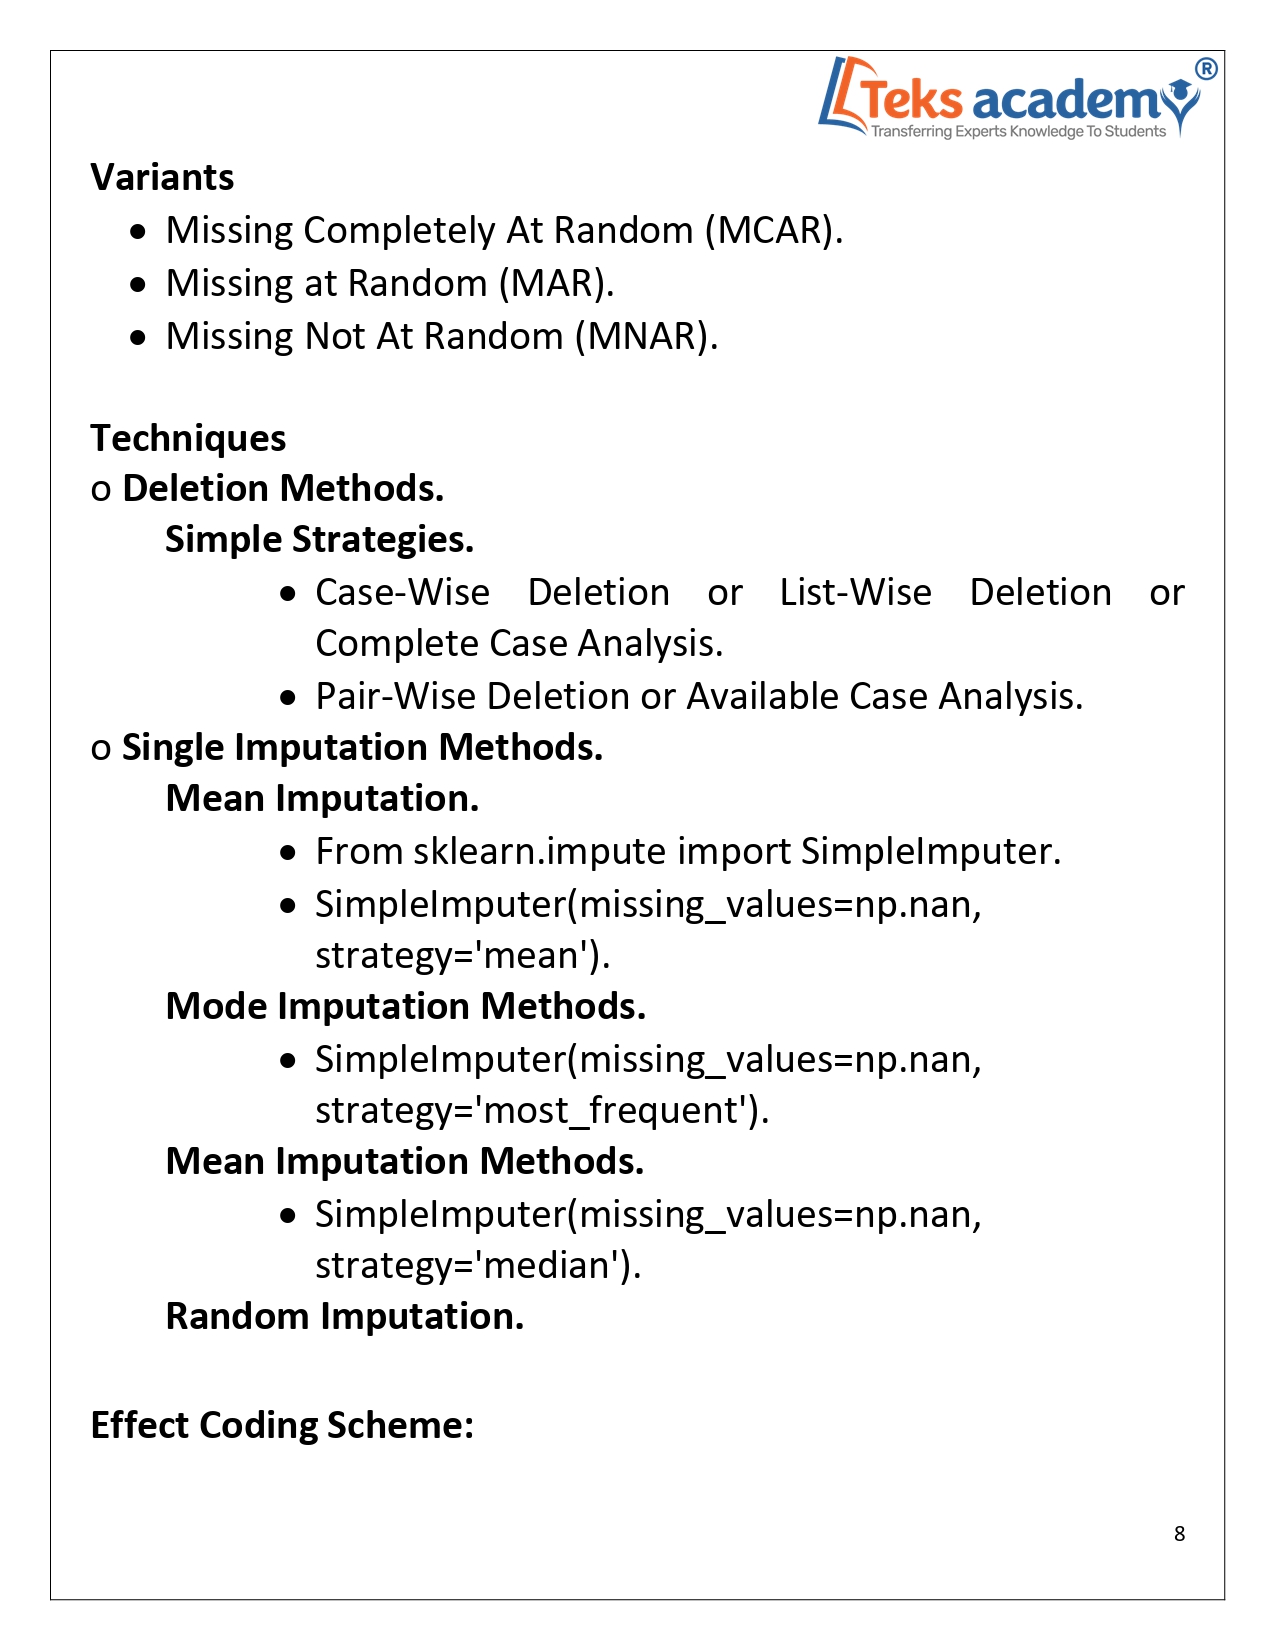 Teks academy®
Transferring Experts Knowledge To Students
Variants
• Missing Completely At Random (MCAR).
• Missing at Random (MAR).
• Missing Not At Random (MNAR).
Techniques
o Deletion Methods.
Simple Strategies.
• Case-Wise Deletion or List-Wise Deletion or
Complete Case Analysis.
• Pair-Wise Deletion or Available Case Analysis.
o Single Imputation Methods.
Mean Imputation.
• From sklearn.impute import SimpleImputer.
• SimpleImputer(missing_values=np.nan,
strategy='mean').
Mode Imputation Methods.
• SimpleImputer(missing_values=np.nan,
strategy='most_frequent').
Mean Imputation Methods.
• SimpleImputer(missing_values=np.nan,
strategy='median').
Random Imputation.
Effect Coding Scheme:
8